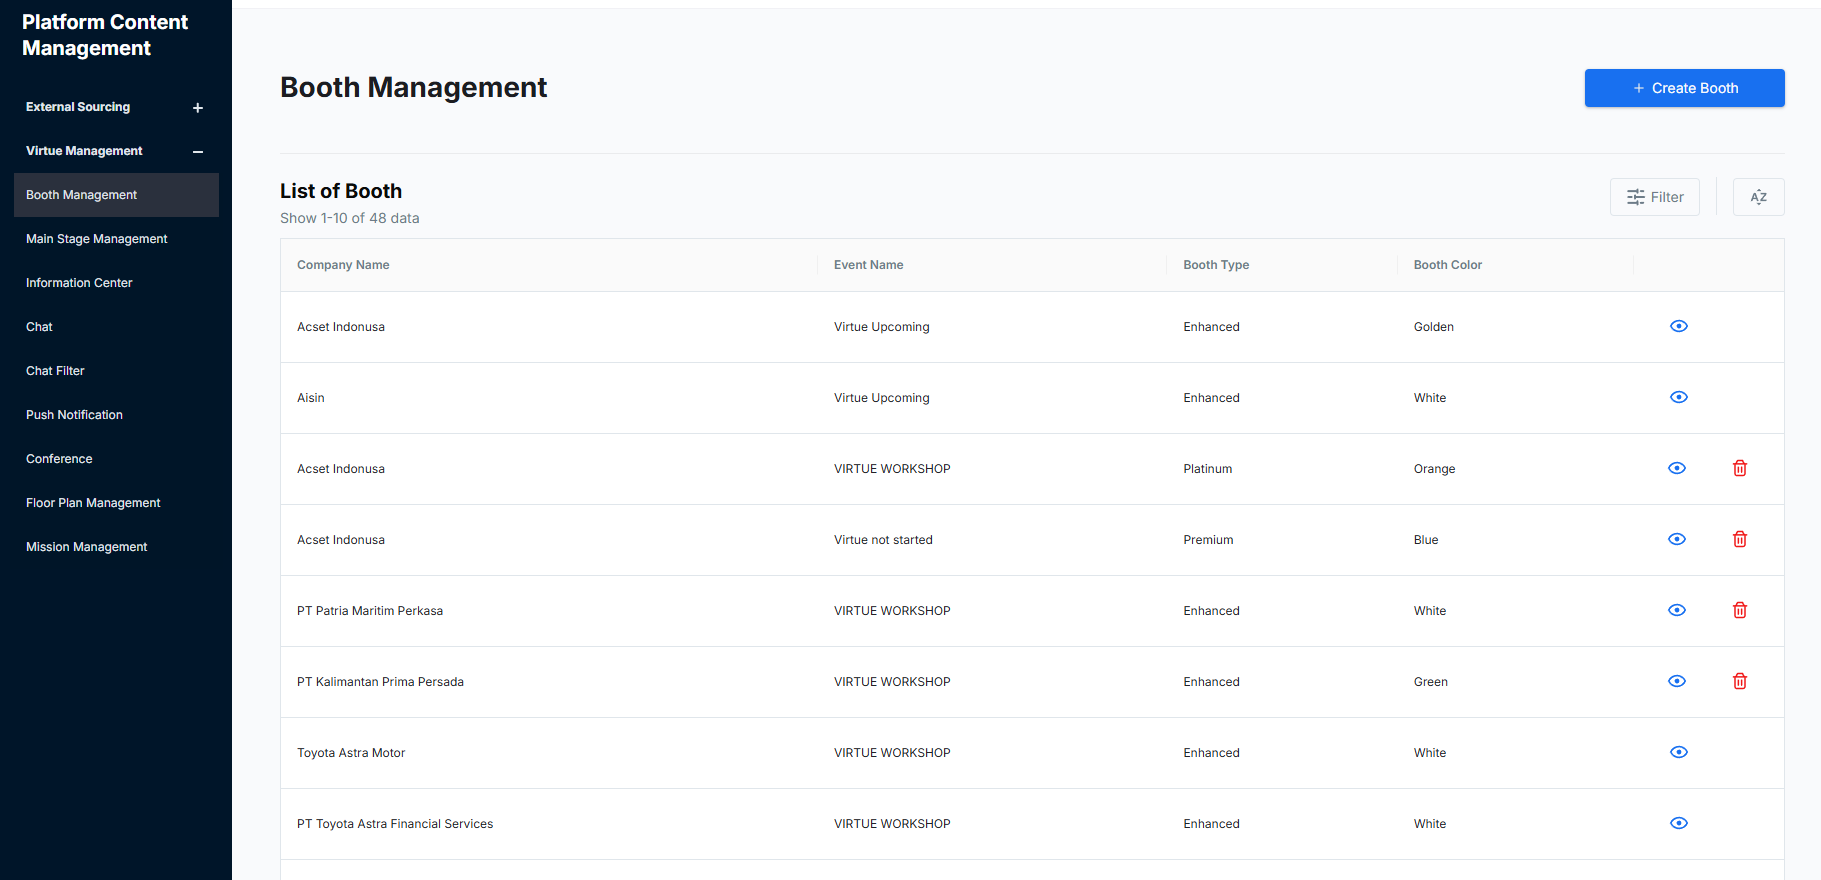 Platform Content
Management
External Sourcing
Virtue Management
Booth Management
Main Stage Management
Information Center
Chat
Chat Filter
Push Notification
Conference
Floor Plan Management
Mission Management
Booth Management
+ Create Booth
List of Booth
Show 1-10 of 48 data
Filter
AZ
Company Name Event Name Booth Type Booth Color
Acset Indonusa Virtue Upcoming Enhanced Golden
Aisin Virtue Upcoming Enhanced White
Acset Indonusa VIRTUE WORKSHOP Platinum Orange
Acset Indonusa Virtue not started Premium Blue
PT Patria Maritim Perkasa VIRTUE WORKSHOP Enhanced White
PT Kalimantan Prima Persada VIRTUE WORKSHOP Enhanced Green
Toyota Astra Motor VIRTUE WORKSHOP Enhanced White
PT Toyota Astra Financial Services VIRTUE WORKSHOP Enhanced White